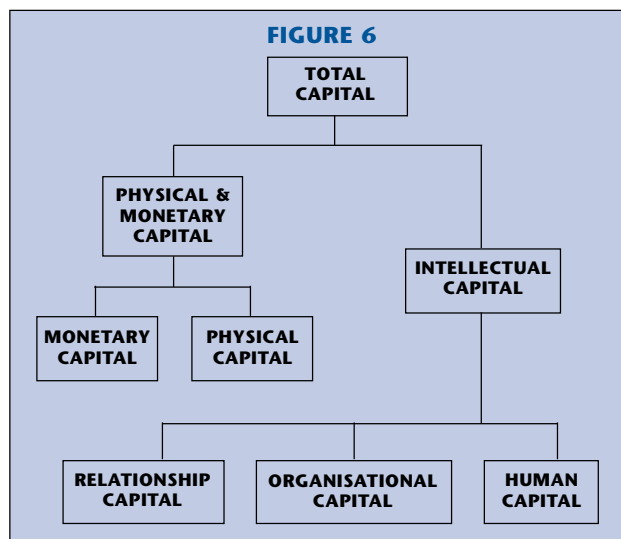 FIGURE 6
TOTAL
CAPITAL
PHYSICAL &
MONETARY
CAPITAL
INTELLECTUAL
CAPITAL
MONETARY
CAPITAL
PHYSICAL
CAPITAL
RELATIONSHIP
CAPITAL
ORGANISATIONAL
CAPITAL
HUMAN
CAPITAL